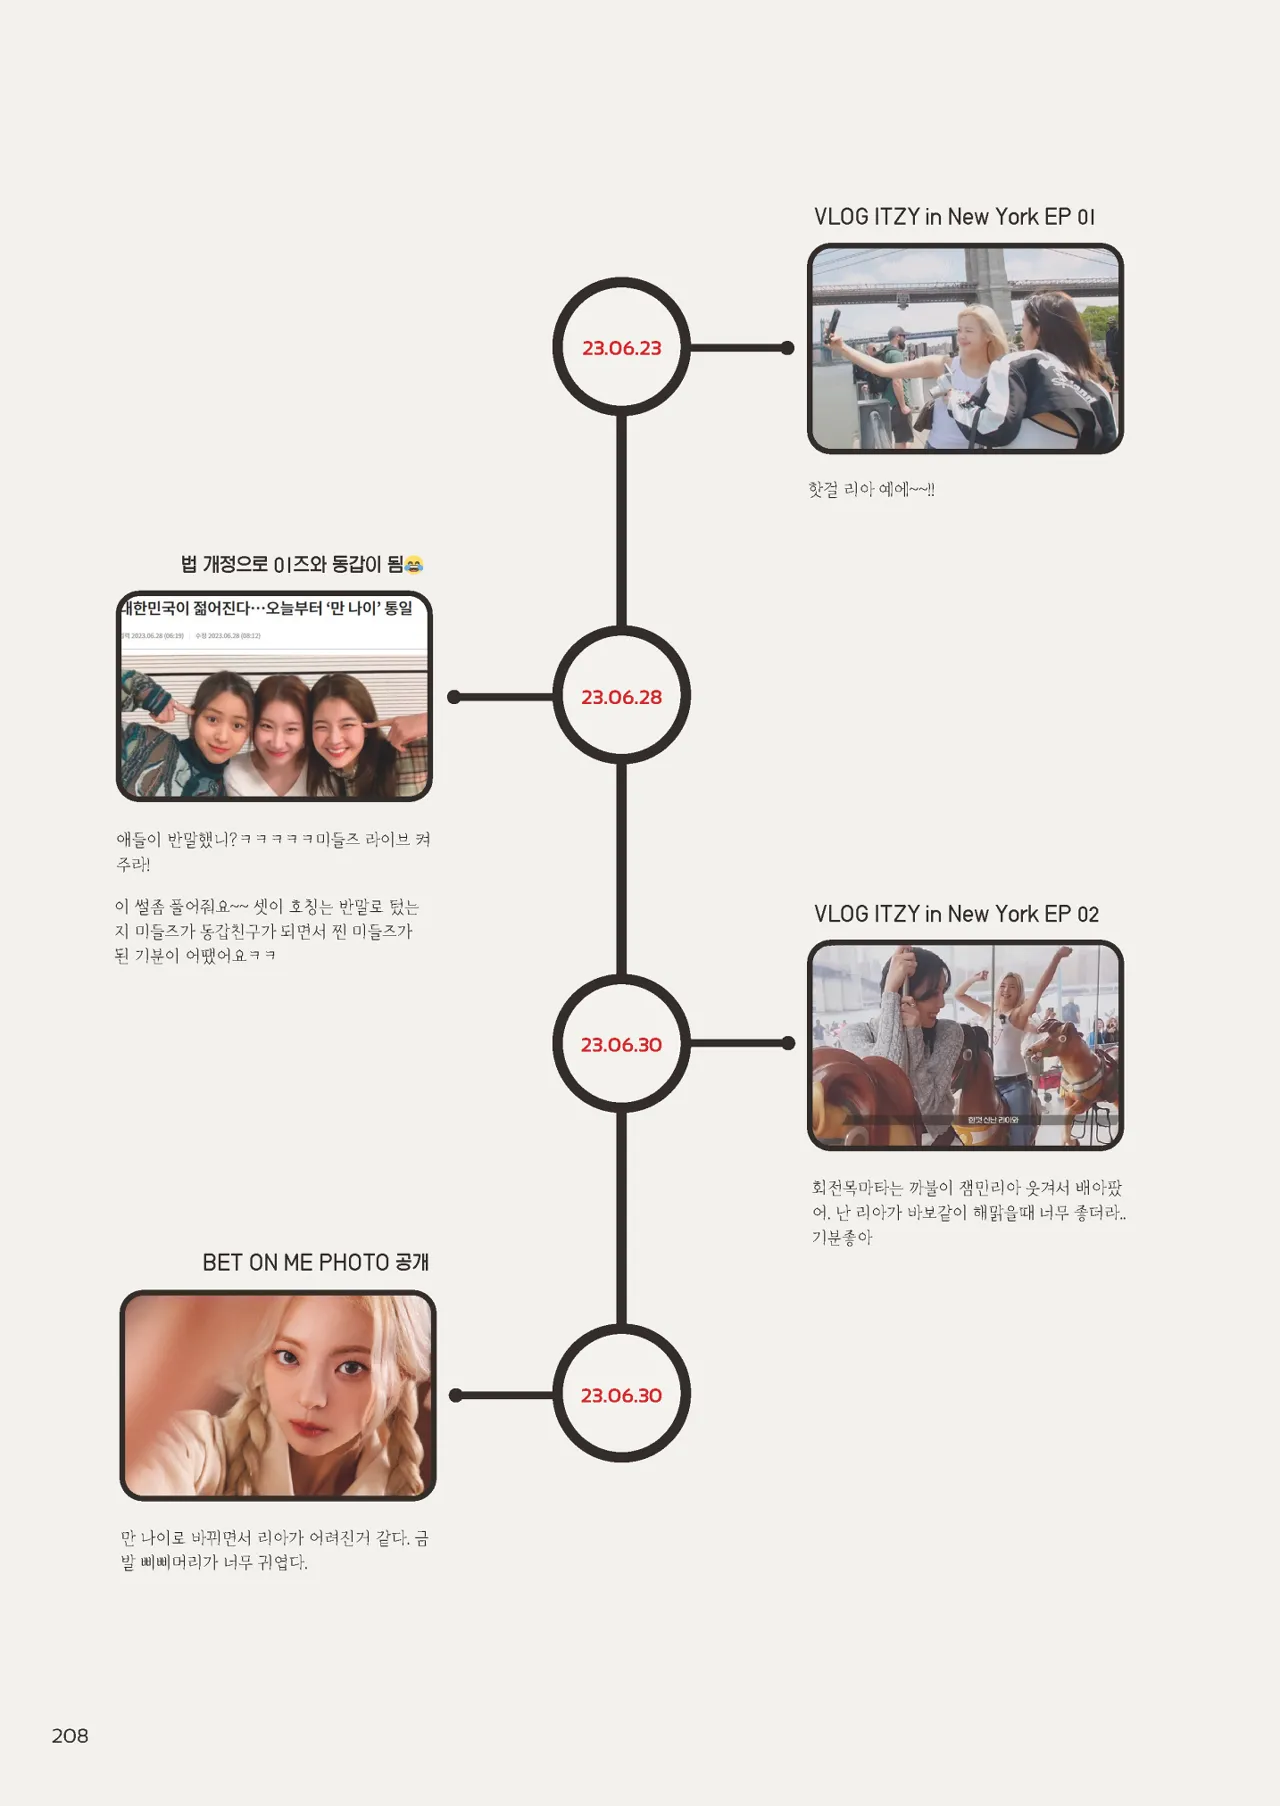 VLOG ITZY in New York EP 01
23.06.23
핫걸 리아 예에~~!!
법 개정으로 01즈와 동갑이 됨😂
대한민국이 젊어진다…오늘부터 ‘만 나이’ 통일
입력 2023.06.28 (06:19) | 수정 2023.06.28 (08:12)
23.06.28
애들이 반말했니?ㅋㅋㅋㅋㅋ미들즈 라이브 켜
주라!
이 썰좀 풀어줘요~~ 셋이 호칭는 반말로 텄는
지 미들즈가 동갑친구가 되면서 찐 미들즈가
된 기분이 어땠어요ㅋㅋ
VLOG ITZY in New York EP 02
23.06.30
한껏 신난 리아와
회전목마타는 까불이 잼민리아 웃겨서 배아팠
어. 난 리아가 바보같이 해맑을때 너무 좋더라..
기분좋아
BET ON ME PHOTO 공개
23.06.30
만 나이로 바뀌면서 리아가 어려진거 같다. 금
발 삐삐머리가 너무 귀엽다.
208